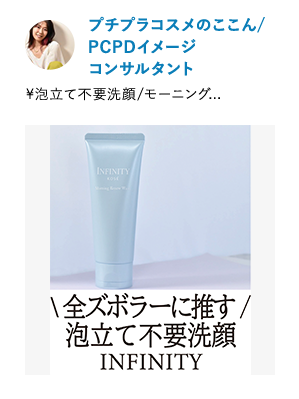 プチプラコスメのここん/
PCPDイメージ
コンサルタント
¥泡立て不要洗顔/モーニング...
INFINITY
\ 全ズボラーに推す /
泡立て不要洗顔
INFINITY